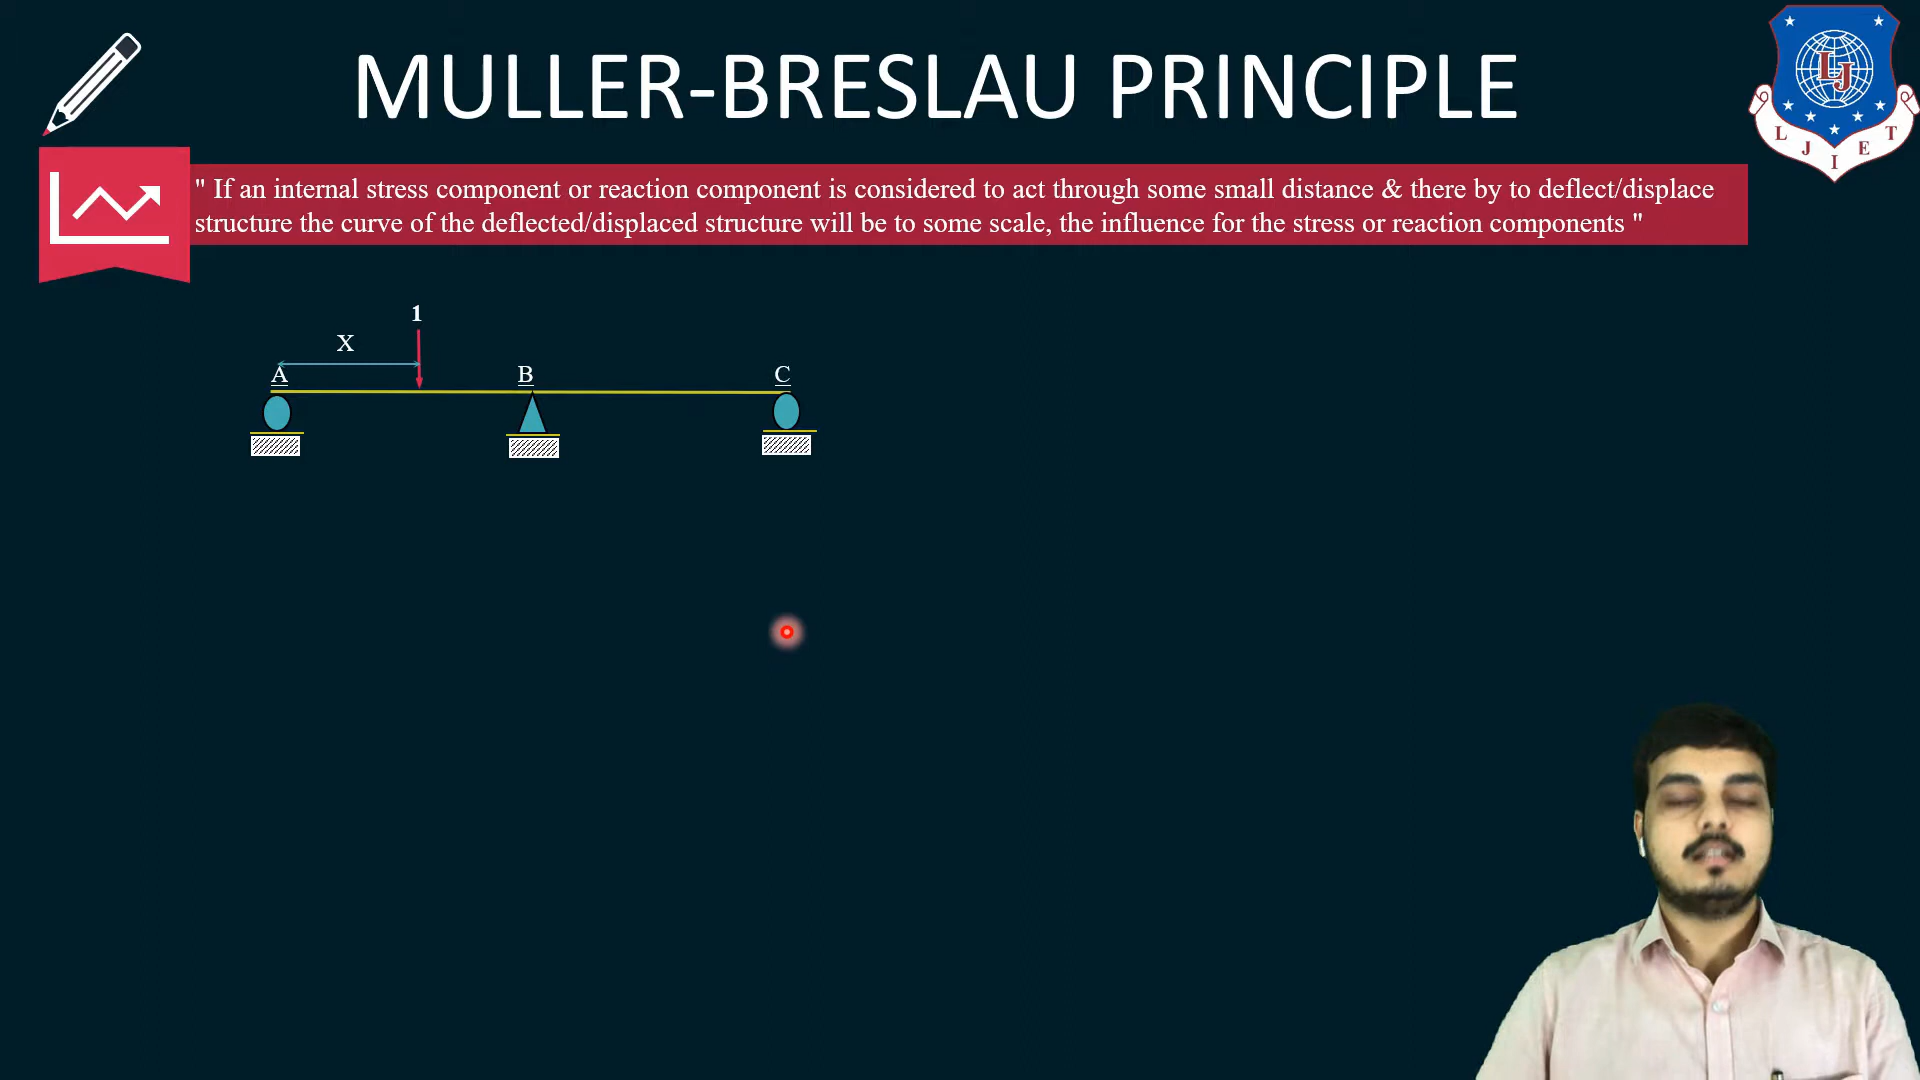 MULLER-BRESLAU PRINCIPLE
LJ
L J I E T
" If an internal stress component or reaction component is considered to act through some small distance & there by to deflect/displace
structure the curve of the deflected/displaced structure will be to some scale, the influence for the stress or reaction components "
1
X
A B C